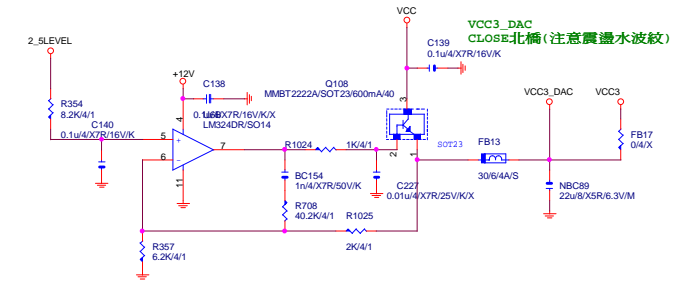 VCC
VCC3_DAC
CLOSE北橋(注意震盪水波紋)
2_5LEVEL
C139
0.1u/4/X7R/16V/K
+12V
C138
Q108
MMBT2222A/SOT23/600mA/40
R354
8.2K/4/1
C140
0.1u/4/X7R/16V/K
LM324DR/SO14
VCC3_DAC
VCC3
3
4
5
6
7
11
+
-
R1024
1K/4/1
2
1
SOT23
FB13
30/6/4A/S
FB17
0/4/X
BC154
1n/4/X7R/50V/K
C227
0.01u/4/X7R/25V/K/X
NBC89
22u/8/X5R/6.3V/M
R708
40.2K/4/1
R1025
2K/4/1
R357
6.2K/4/1